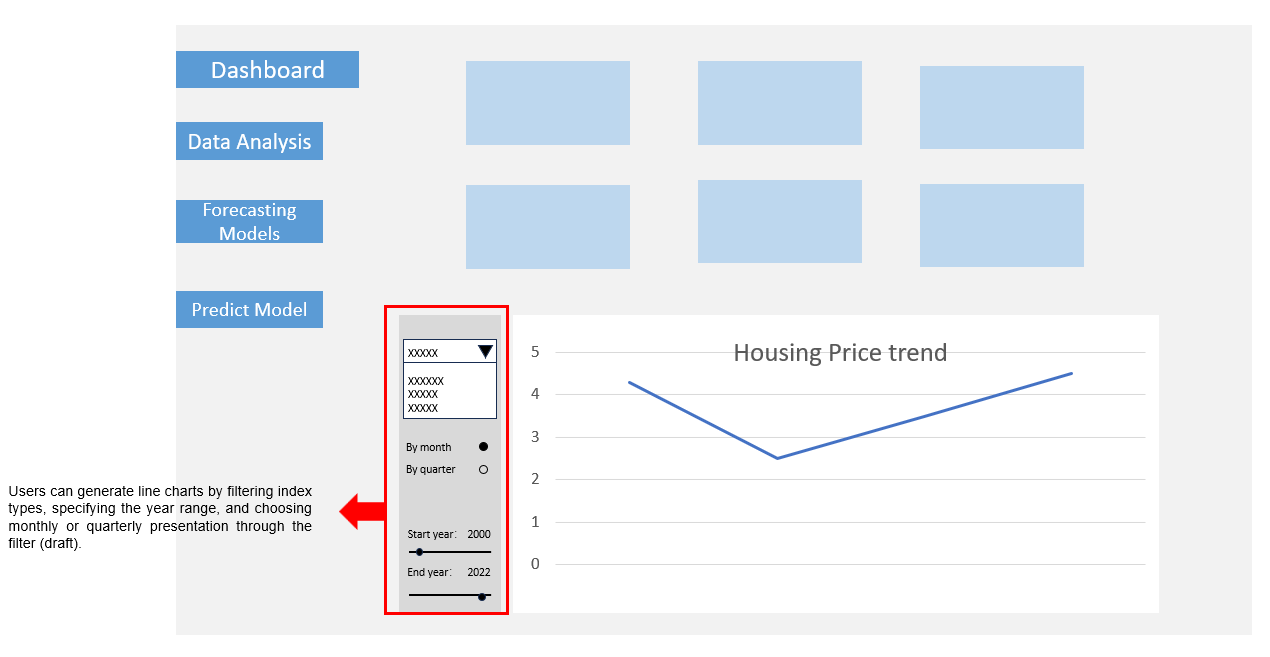 Dashboard
Data Analysis
Forecasting
Models
Predict Model
XXXXX
XXXXXX
XXXXX
XXXXX
By month
By quarter
Start year: 2000
End year: 2022
Housing Price trend
5
4
3
2
1
0
Users can generate line charts by filtering index
types, specifying the year range, and choosing
monthly or quarterly presentation through the
filter (draft).